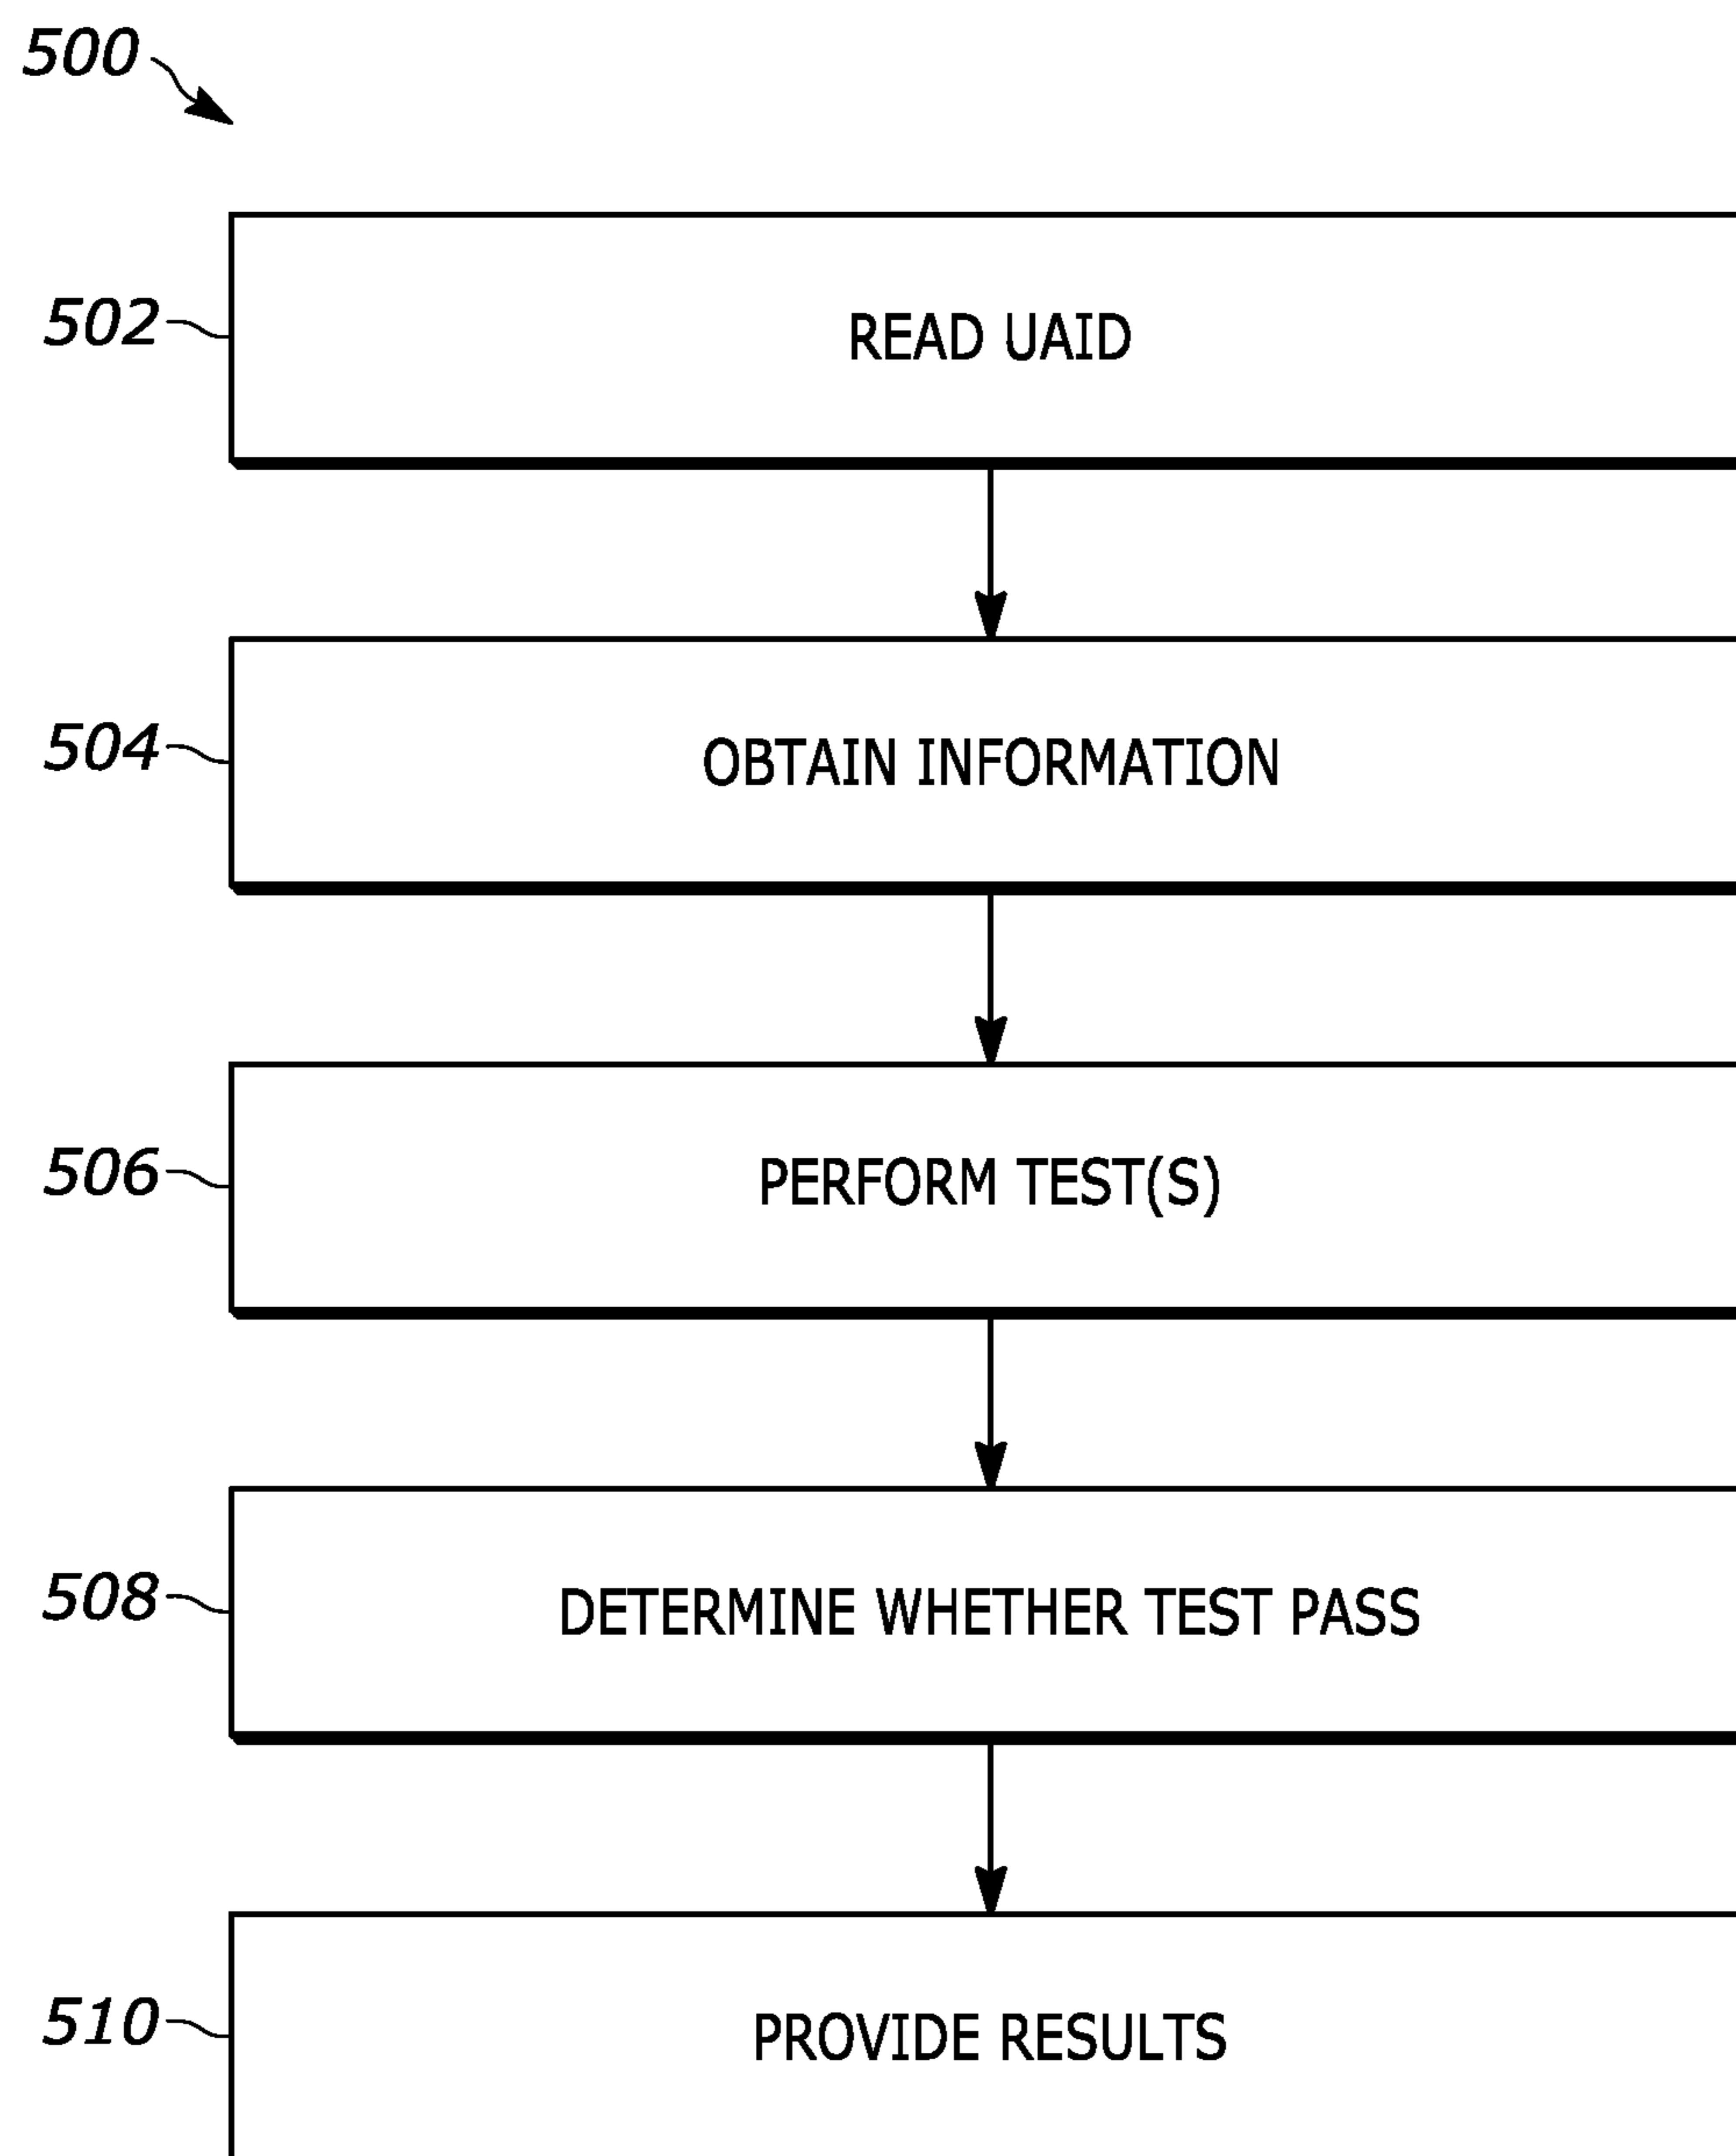 500
502
READ UAID
504
OBTAIN INFORMATION
506
PERFORM TEST(S)
508
DETERMINE WHETHER TEST PASS
510
PROVIDE RESULTS